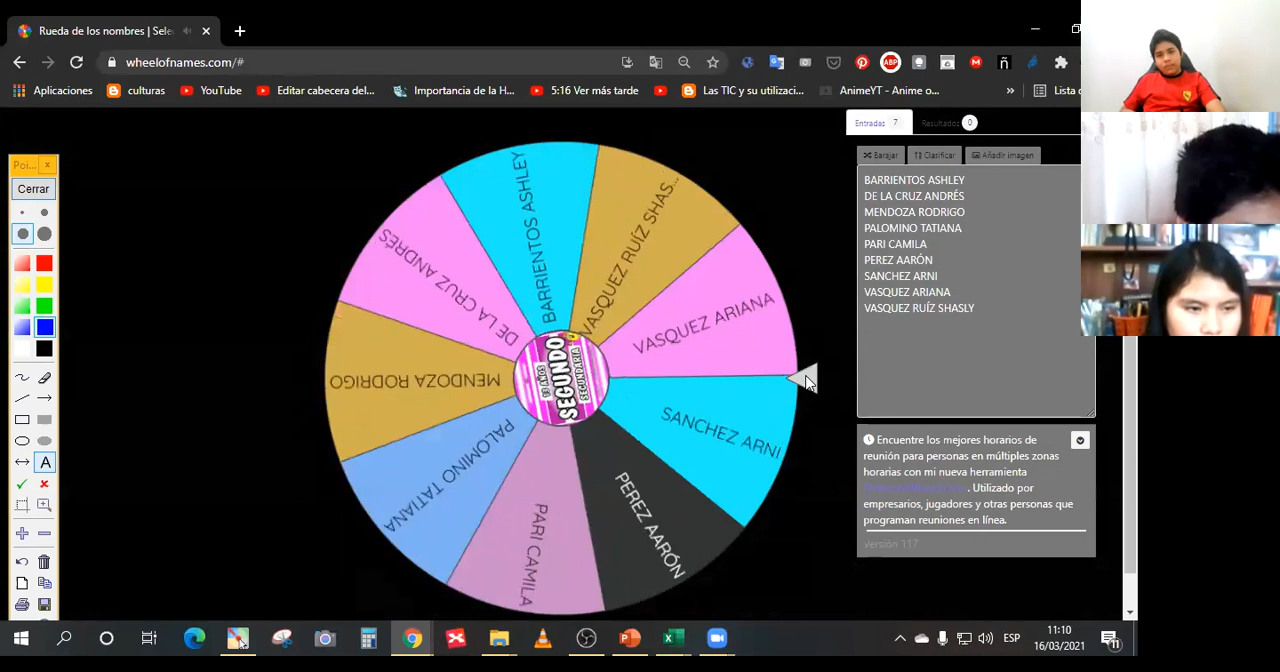 Rueda de los nombres | Sele
wheelofnames.com/#
Aplicaciones
culturas
YouTube
Editar cabecera del...
Importancia de la H...
5:16 Ver más tarde
Las TIC y su utilizaci...
AnimeYT - Anime o...
»
Lista
Poi...
Cerrar
A
BARRIENTOS ASHLEY
VASQUEZ RUÍZ SHAS...
VASQUEZ ARIANA
SANCHEZ ARNI
PEREZ AARÓN
PARI CAMILA
PALOMINO TATIANA
MENDOZA RODRIGO
DE LA CRUZ ANDRÉS
13 AÑOS
SEGUNDO
SECUNDARIA
Entradas 7
Resultados 0
Barajar
Clasificar
Añadir imagen
BARRIENTOS ASHLEY
DE LA CRUZ ANDRÉS
MENDOZA RODRIGO
PALOMINO TATIANA
PARI CAMILA
PEREZ AARÓN
SANCHEZ ARNI
VASQUEZ ARIANA
VASQUEZ RUÍZ SHASLY
Encuentre los mejores horarios de
reunión para personas en múltiples zonas
horarias con mi nueva herramienta
. Utilizado por
empresarios, jugadores y otras personas que
programan reuniones en línea.
Versión 117
ESP
11:10
16/03/2021
11